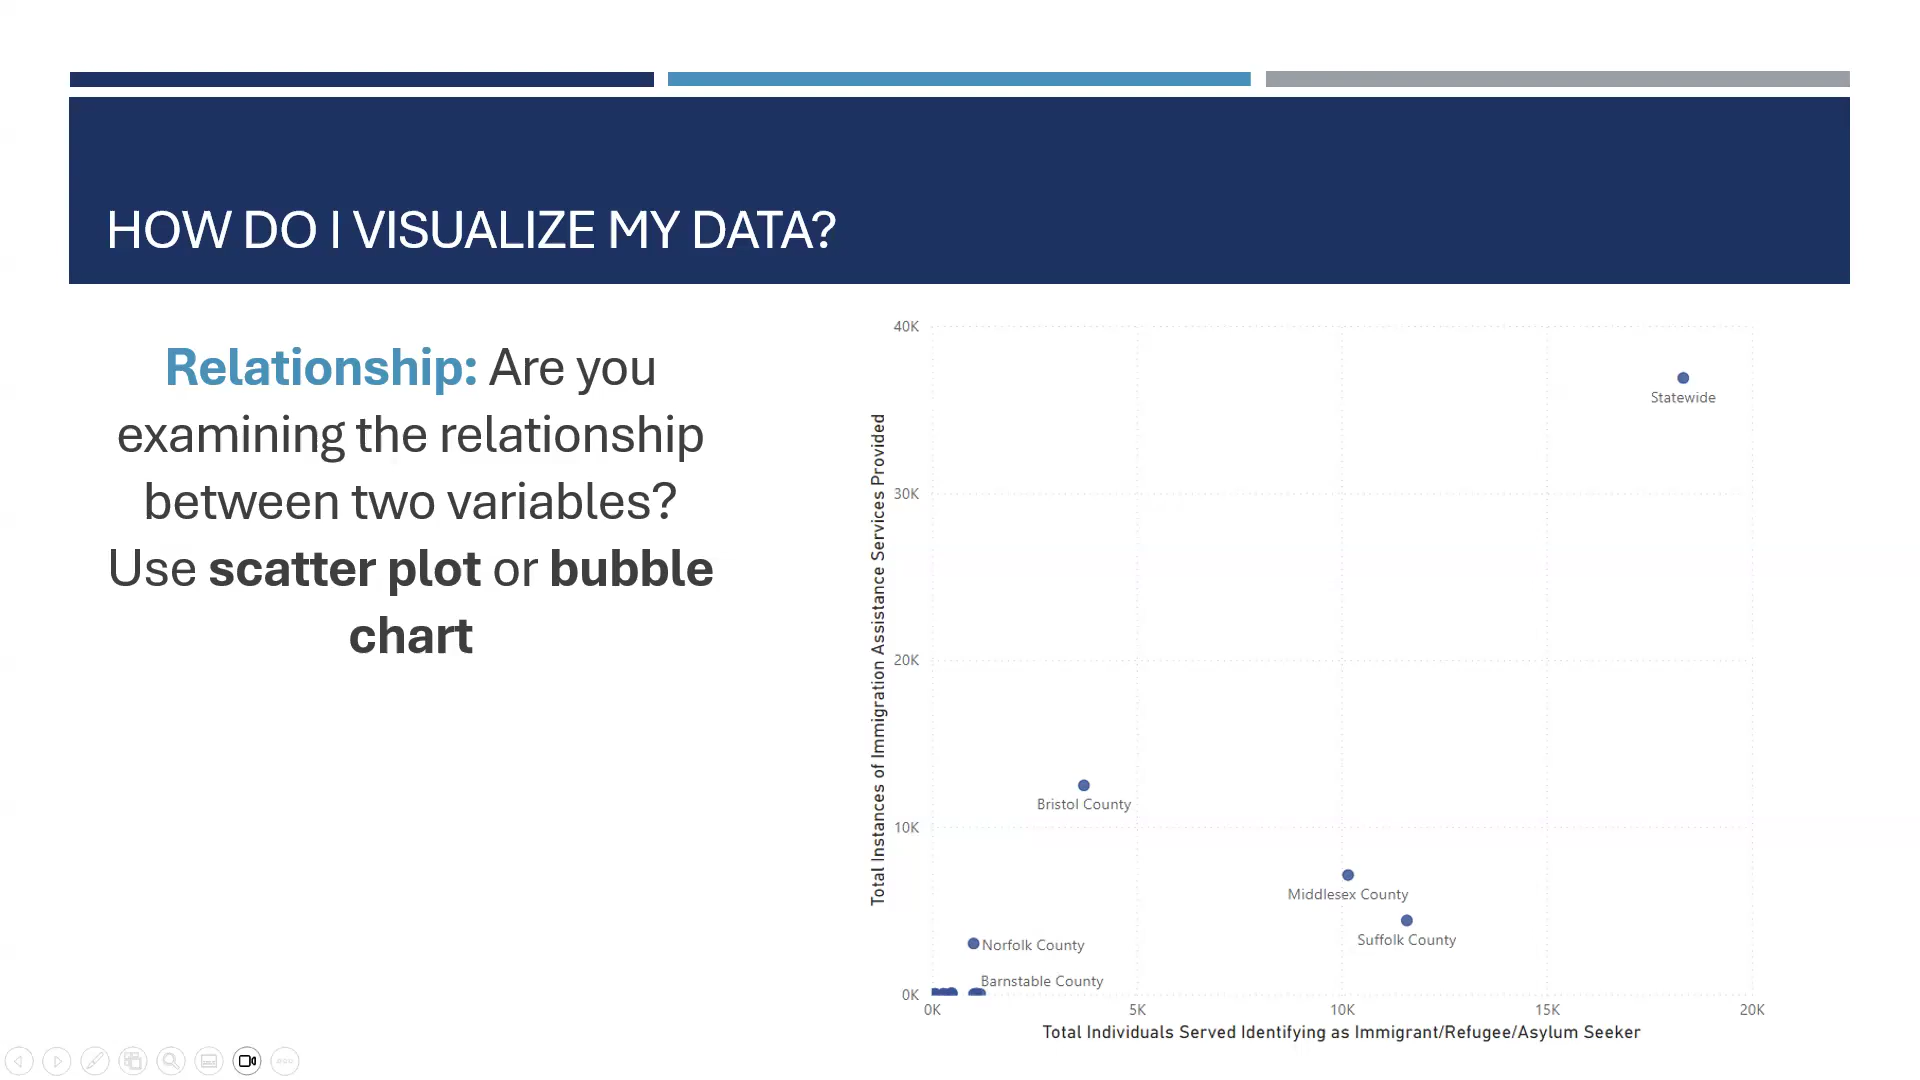 HOW DO I VISUALIZE MY DATA?
Relationship: Are you
examining the relationship
between two variables?
Use scatter plot or bubble
chart
Total Instances of Immigration Assistance Services Provided
40K
30K
20K
10K
0K
Statewide
Bristol County
Middlesex County
Suffolk County
Norfolk County
Barnstable County
0K
5K
10K
15K
20K
Total Individuals Served Identifying as Immigrant/Refugee/Asylum Seeker